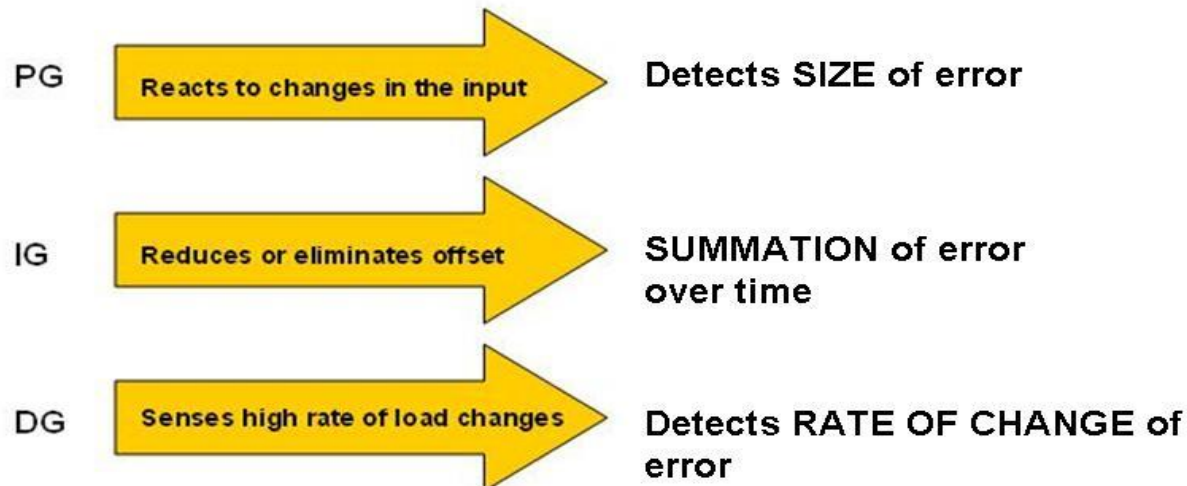 PG
Reacts to changes in the input
Detects SIZE of error
IG
Reduces or eliminates offset
SUMMATION of error
over time
DG
Senses high rate of load changes
Detects RATE OF CHANGE of
error